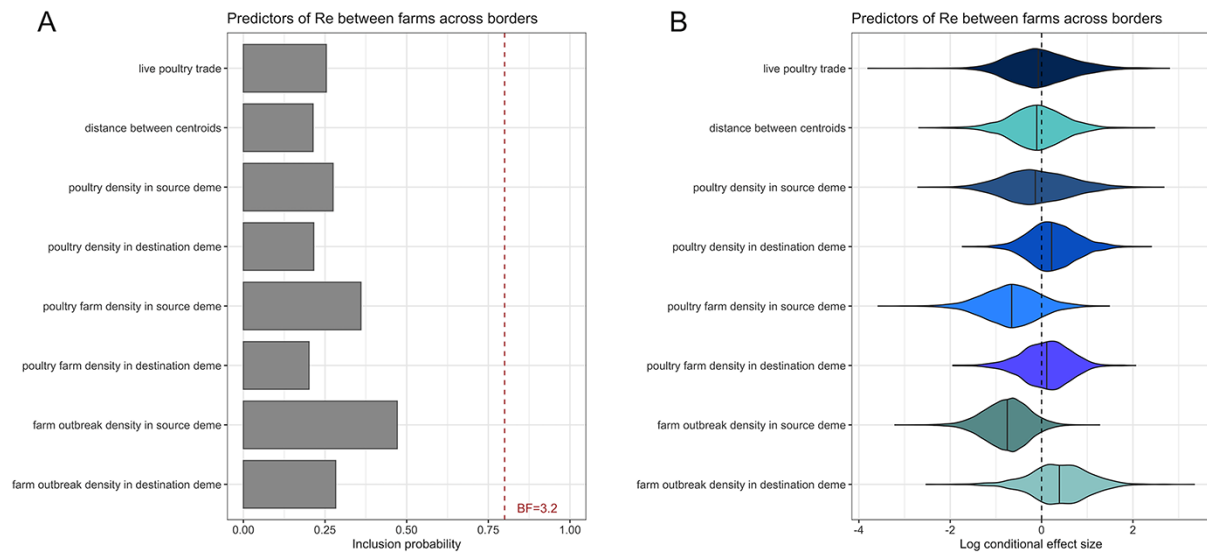 A
Predictors of Re between farms across borders
live poultry trade
distance between centroids
poultry density in source deme
poultry density in destination deme
poultry farm density in source deme
poultry farm density in destination deme
farm outbreak density in source deme
farm outbreak density in destination deme
BF=3.2
0.00 0.25 0.50 0.75 1.00
Inclusion probability
B
Predictors of Re between farms across borders
-4 -2 0 2
live poultry trade
distance between centroids
poultry density in source deme
poultry density in destination deme
poultry farm density in source deme
poultry farm density in destination deme
farm outbreak density in source deme
farm outbreak density in destination deme
-4 -2 0 2
Log conditional effect size